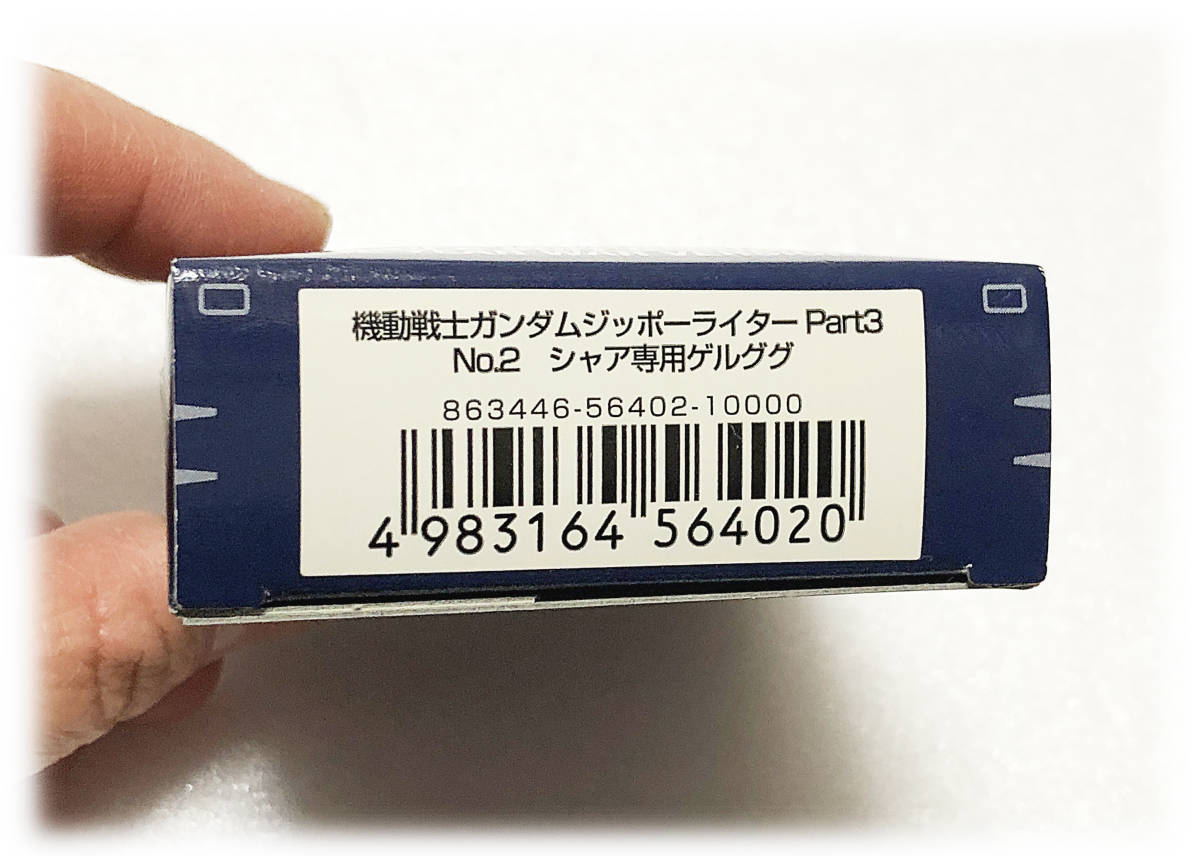 機動戦士ガンダムジッポーライター Part3
No.2　シャア専用ゲルググ
863446-56402-10000
4 983164 564020